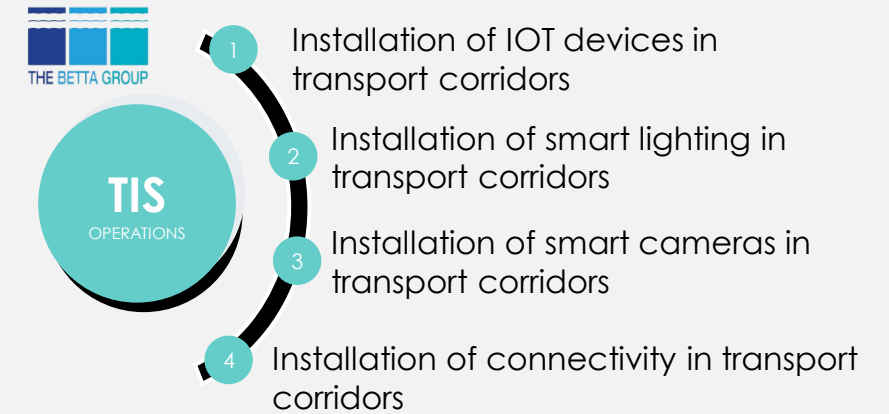 THE BETTA GROUP
TIS
OPERATIONS
1
Installation of IOT devices in
transport corridors
2
Installation of smart lighting in
transport corridors
3
Installation of smart cameras in
transport corridors
4
Installation of connectivity in transport
corridors